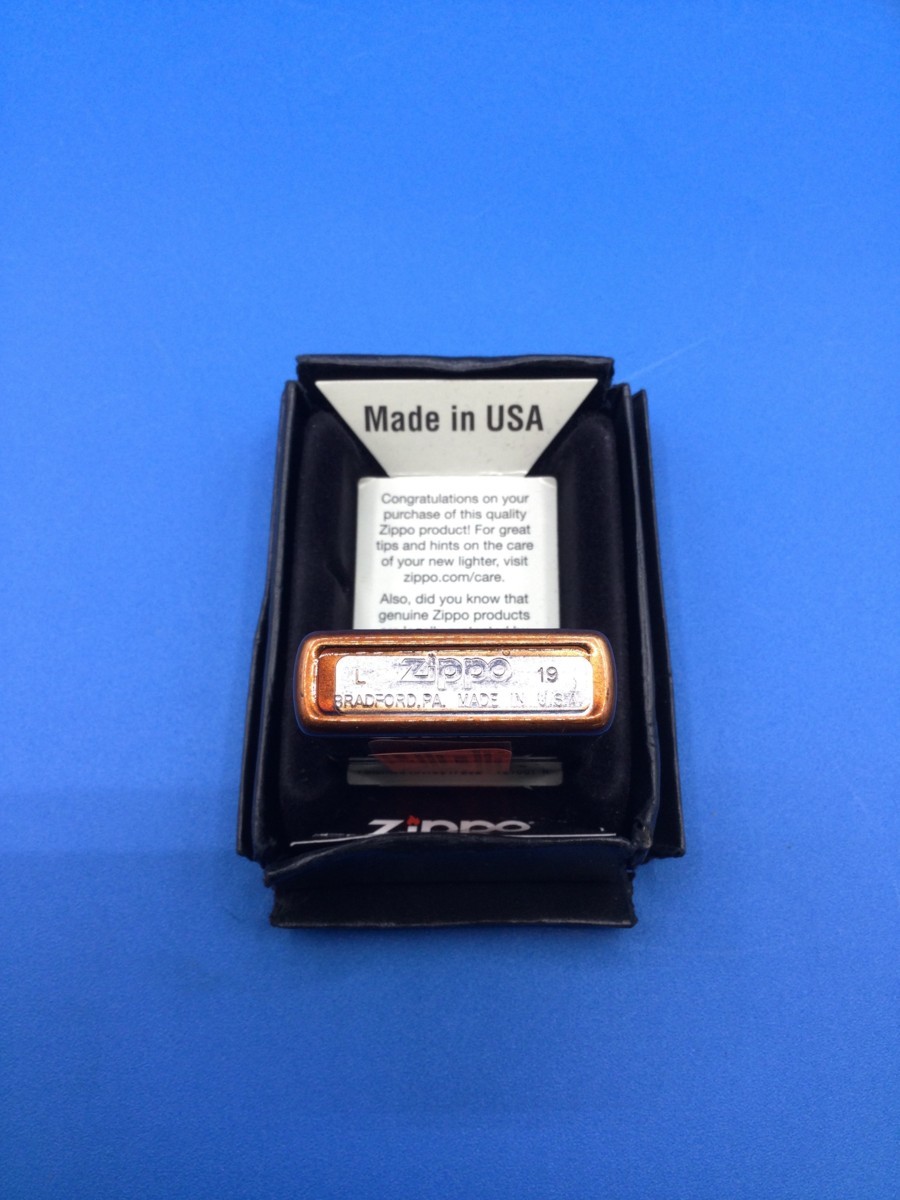 Made in USA
Congratulations on your
purchase of this quality
Zippo product! For great
tips and hints on the care
of your new lighter, visit
zippo.com/care.
Also, did you know that
genuine Zippo products
L zippo® 19
BRADFORD,PA. MADE IN U.S.A.
zippo